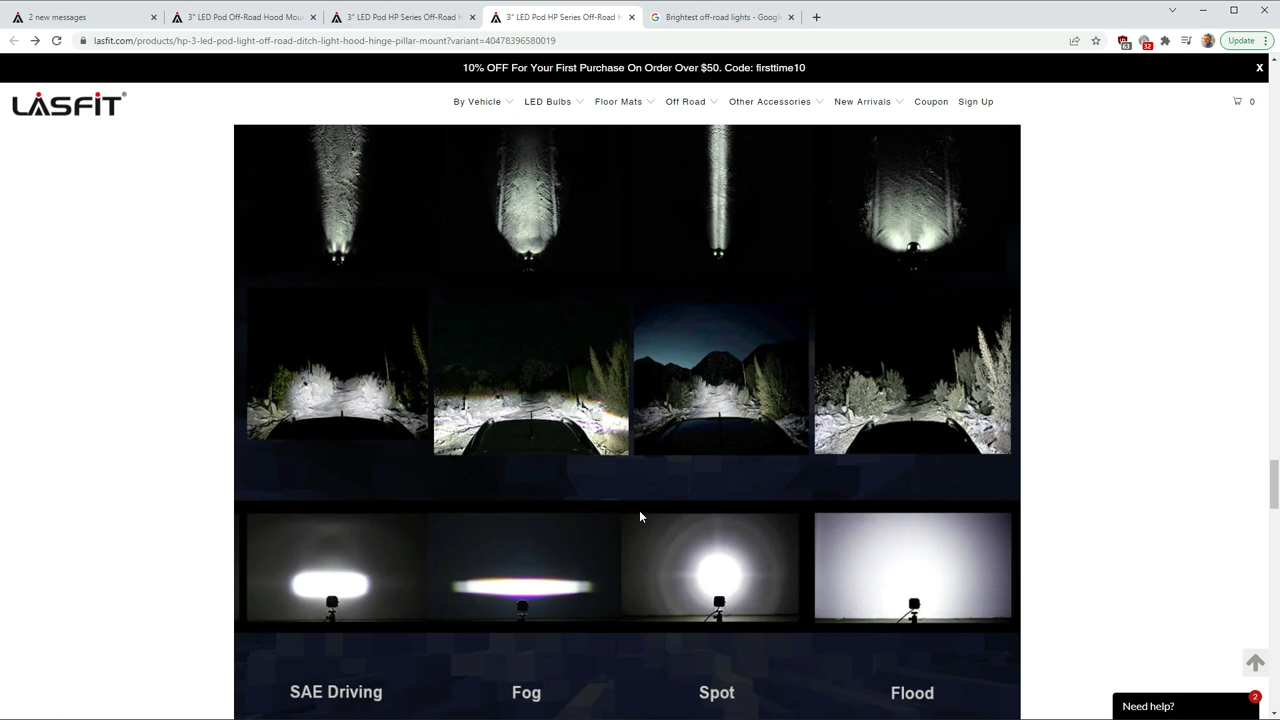 2 new messages
3" LED Pod Off-Road Hood Mou
3" LED Pod HP Series Off-Road H
3" LED Pod HP Series Off-Road H
Brightest off-road lights - Google
lasfit.com/products/hp-3-led-pod-light-off-road-ditch-light-hood-hinge-pillar-mount?variant=40478396580019
63
32
Update
10% OFF For Your First Purchase On Order Over $50. Code: firsttime10
X
LASFIT®
By Vehicle
LED Bulbs
Floor Mats
Off Road
Other Accessories
New Arrivals
Coupon
Sign Up
0
SAE Driving
Fog
Spot
Flood
Need help?
2